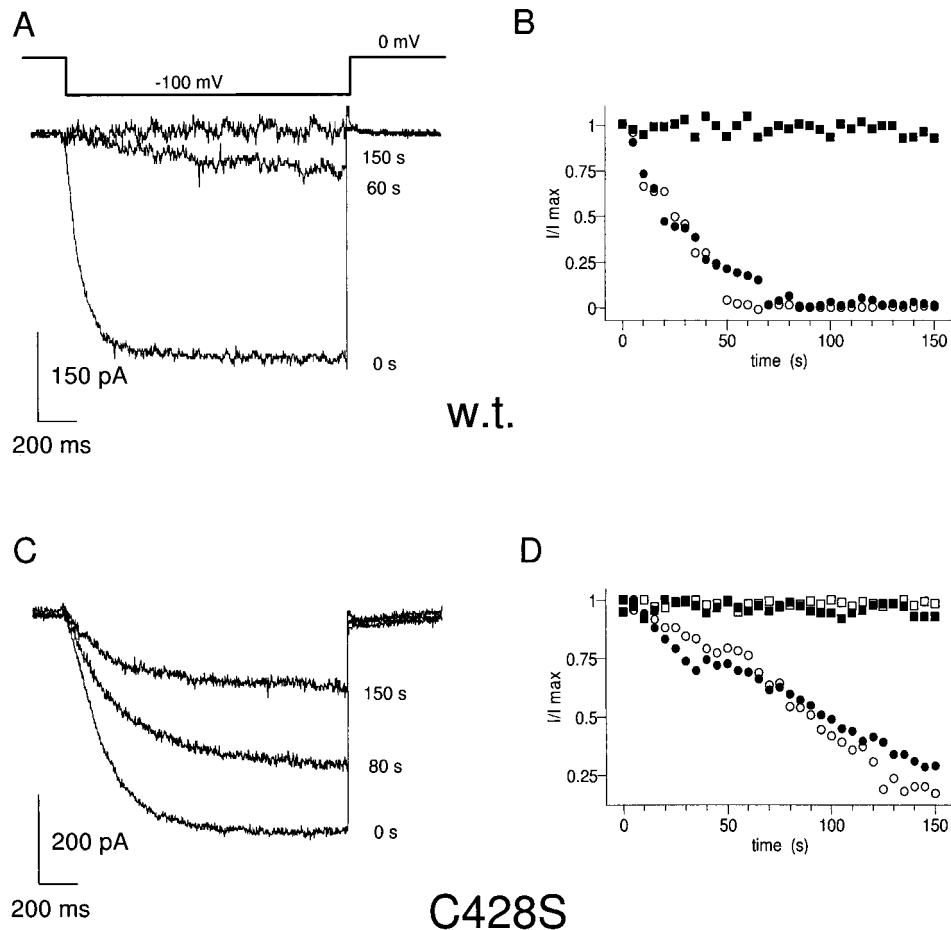 A
0 mV
-100 mV
150 s
60 s
0 s
150 pA
200 ms
B
1
0.75
0.5
0.25
0
I/I max
0 50 100 150
time (s)
w.t.
C
150 s
80 s
0 s
200 pA
200 ms
D
1
0.75
0.5
0.25
I/I max
0 50 100 150
time (s)
C428S